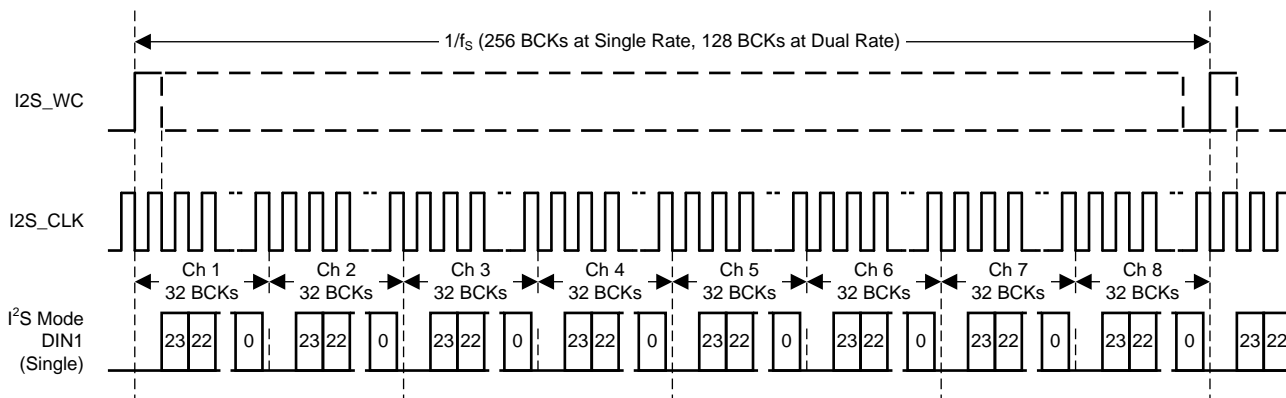 1/fS (256 BCKs at Single Rate, 128 BCKs at Dual Rate)
I2S_WC
I2S_CLK
Ch 1 Ch 2 Ch 3 Ch 4 Ch 5 Ch 6 Ch 7 Ch 8
32 BCKs 32 BCKs 32 BCKs 32 BCKs 32 BCKs 32 BCKs 32 BCKs 32 BCKs
I²S Mode
DIN1
(Single)
23 22 0 23 22 0 23 22 0 23 22 0 23 22 0 23 22 0 23 22 0 23 22 0 23 22